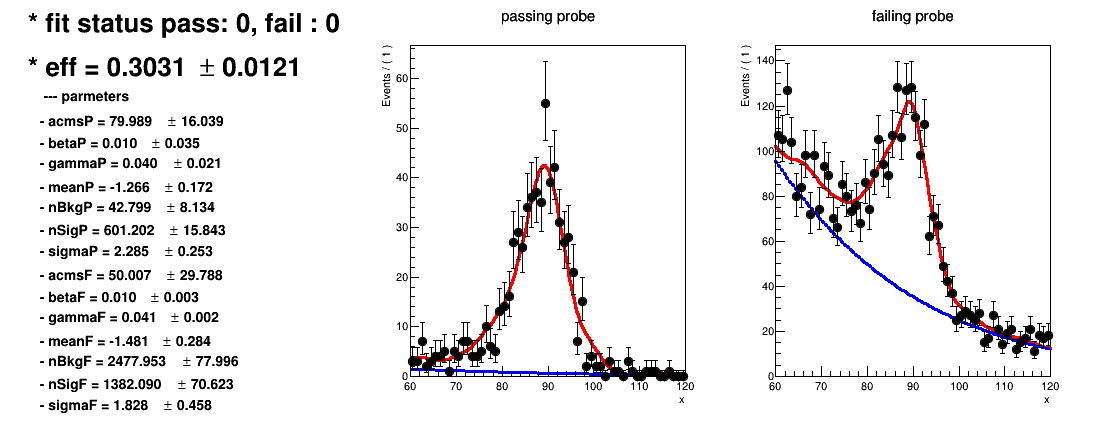 * fit status pass: 0, fail : 0
* eff = 0.3031 ± 0.0121
--- parmeters
- acmsP = 79.989 ± 16.039
- betaP = 0.010 ± 0.035
- gammaP = 0.040 ± 0.021
- meanP = -1.266 ± 0.172
- nBkgP = 42.799 ± 8.134
- nSigP = 601.202 ± 15.843
- sigmaP = 2.285 ± 0.253
- acmsF = 50.007 ± 29.788
- betaF = 0.010 ± 0.003
- gammaF = 0.041 ± 0.002
- meanF = -1.481 ± 0.284
- nBkgF = 2477.953 ± 77.996
- nSigF = 1382.090 ± 70.623
- sigmaF = 1.828 ± 0.458
passing probe
Events / ( 1 )
60
50
40
30
20
10
0
60 70 80 90 100 110 120
x
failing probe
Events / ( 1 )
140
120
100
80
60
40
20
0
60 70 80 90 100 110 120
x